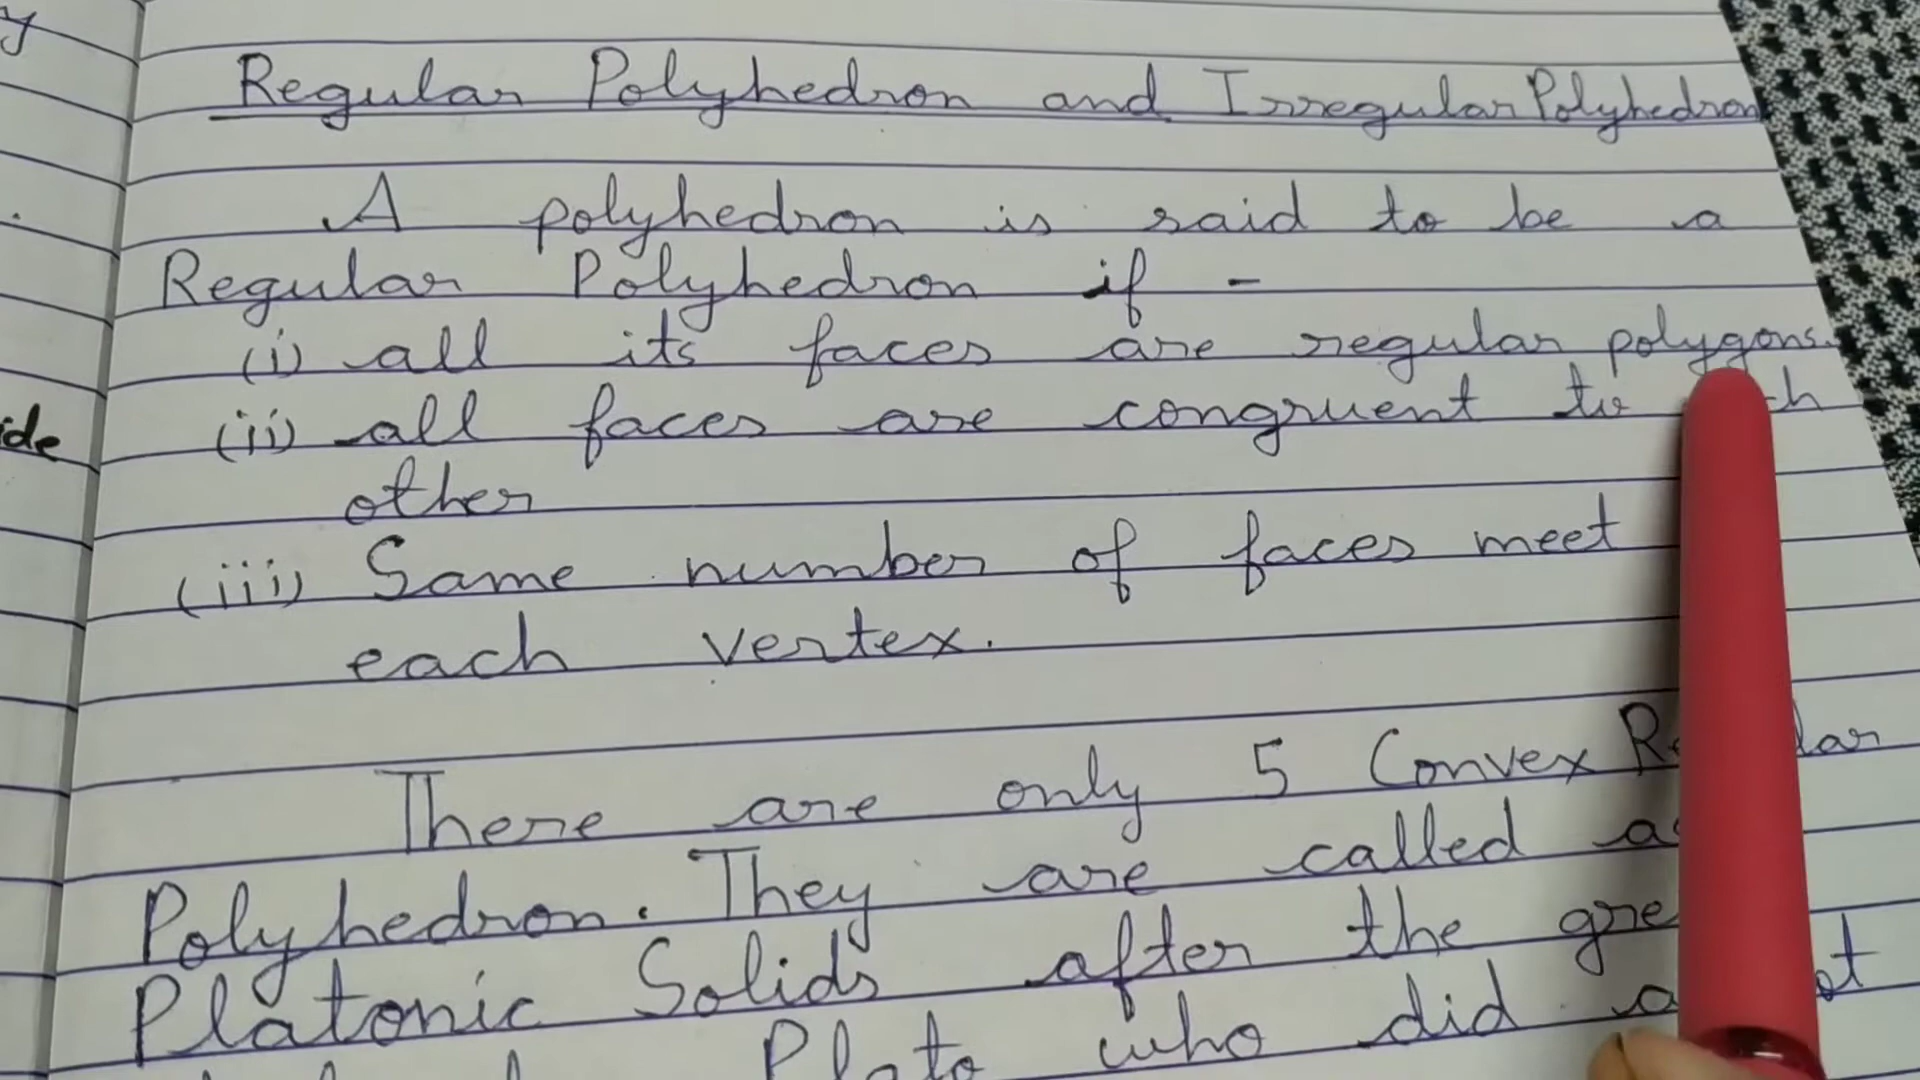 y
Regular Polyhedron and Irregular Polyhedron
A polyhedron is said to be a
Regular Polyhedron if -
(i) all its faces are regular polygons.
ide
(ii) all faces are congruent to
other
(iii) Same number of faces meet
each vertex.
There are only 5 Convex
Polyhedron. They are called
Platonic Solids after the
Plato who did